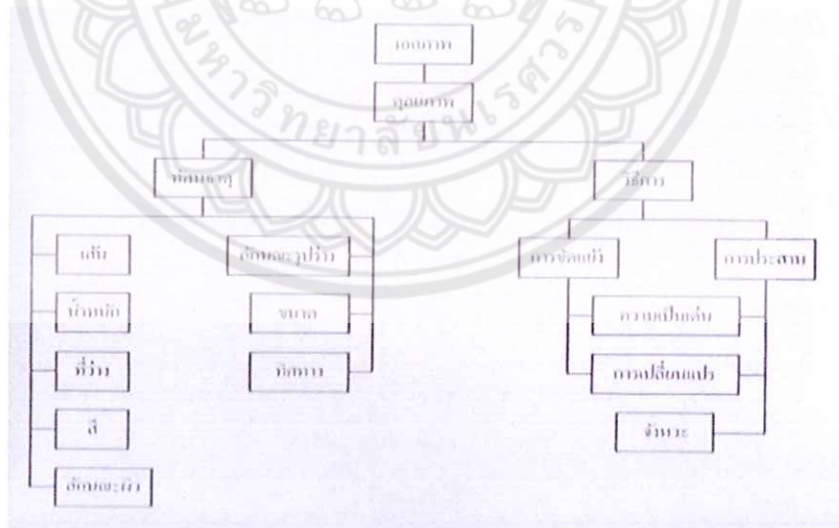 มหาวิทยาลัยนเรศวร
เอกภาพ
ดุลยภาพ
ทัศนธาตุ
วิธีการ
เส้น
ลักษณะรูปร่าง
การขัดแย้ง
การประสาน
น้ำหนัก
ขนาด
ความเป็นเด่น
ที่ว่าง
ทิศทาง
การเปลี่ยนแปร
สี
จังหวะ
ลักษณะผิว